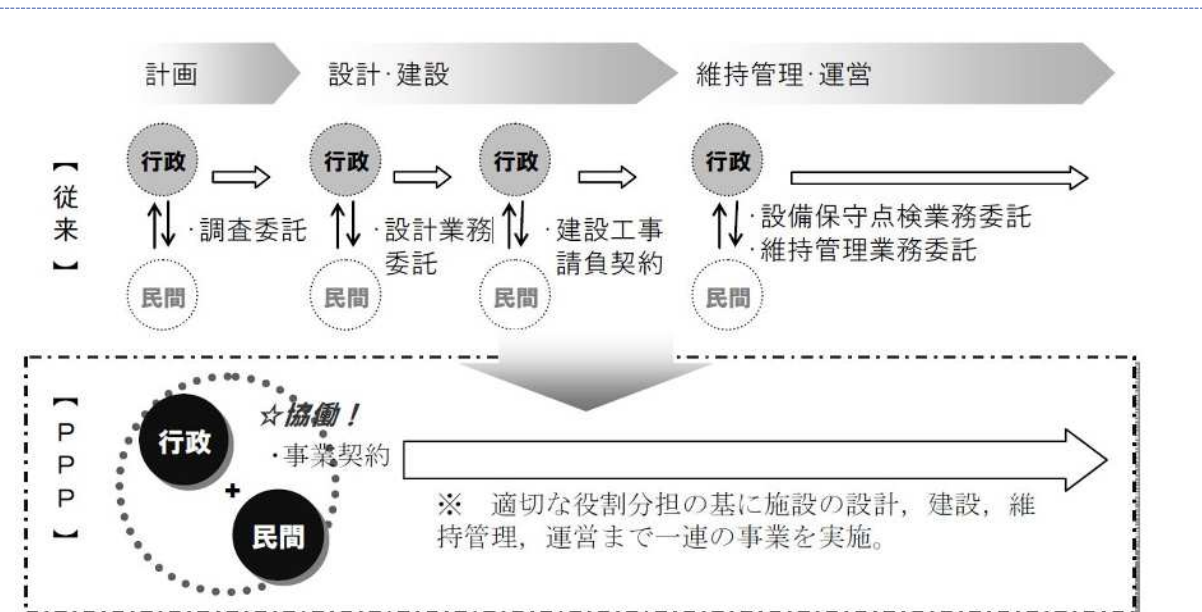 計画
設計·建設
維持管理·運営
【従来】
行政
行政
行政
行政
·調査委託
·設計業務
委託
·建設工事
請負契約
·設備保守点検業務委託
·維持管理業務委託
民間
民間
民間
民間
【PPP】
行政
+
民間
☆協働！
·事業契約
※　適切な役割分担の基に施設の設計，建設，維
持管理，運営まで一連の事業を実施。